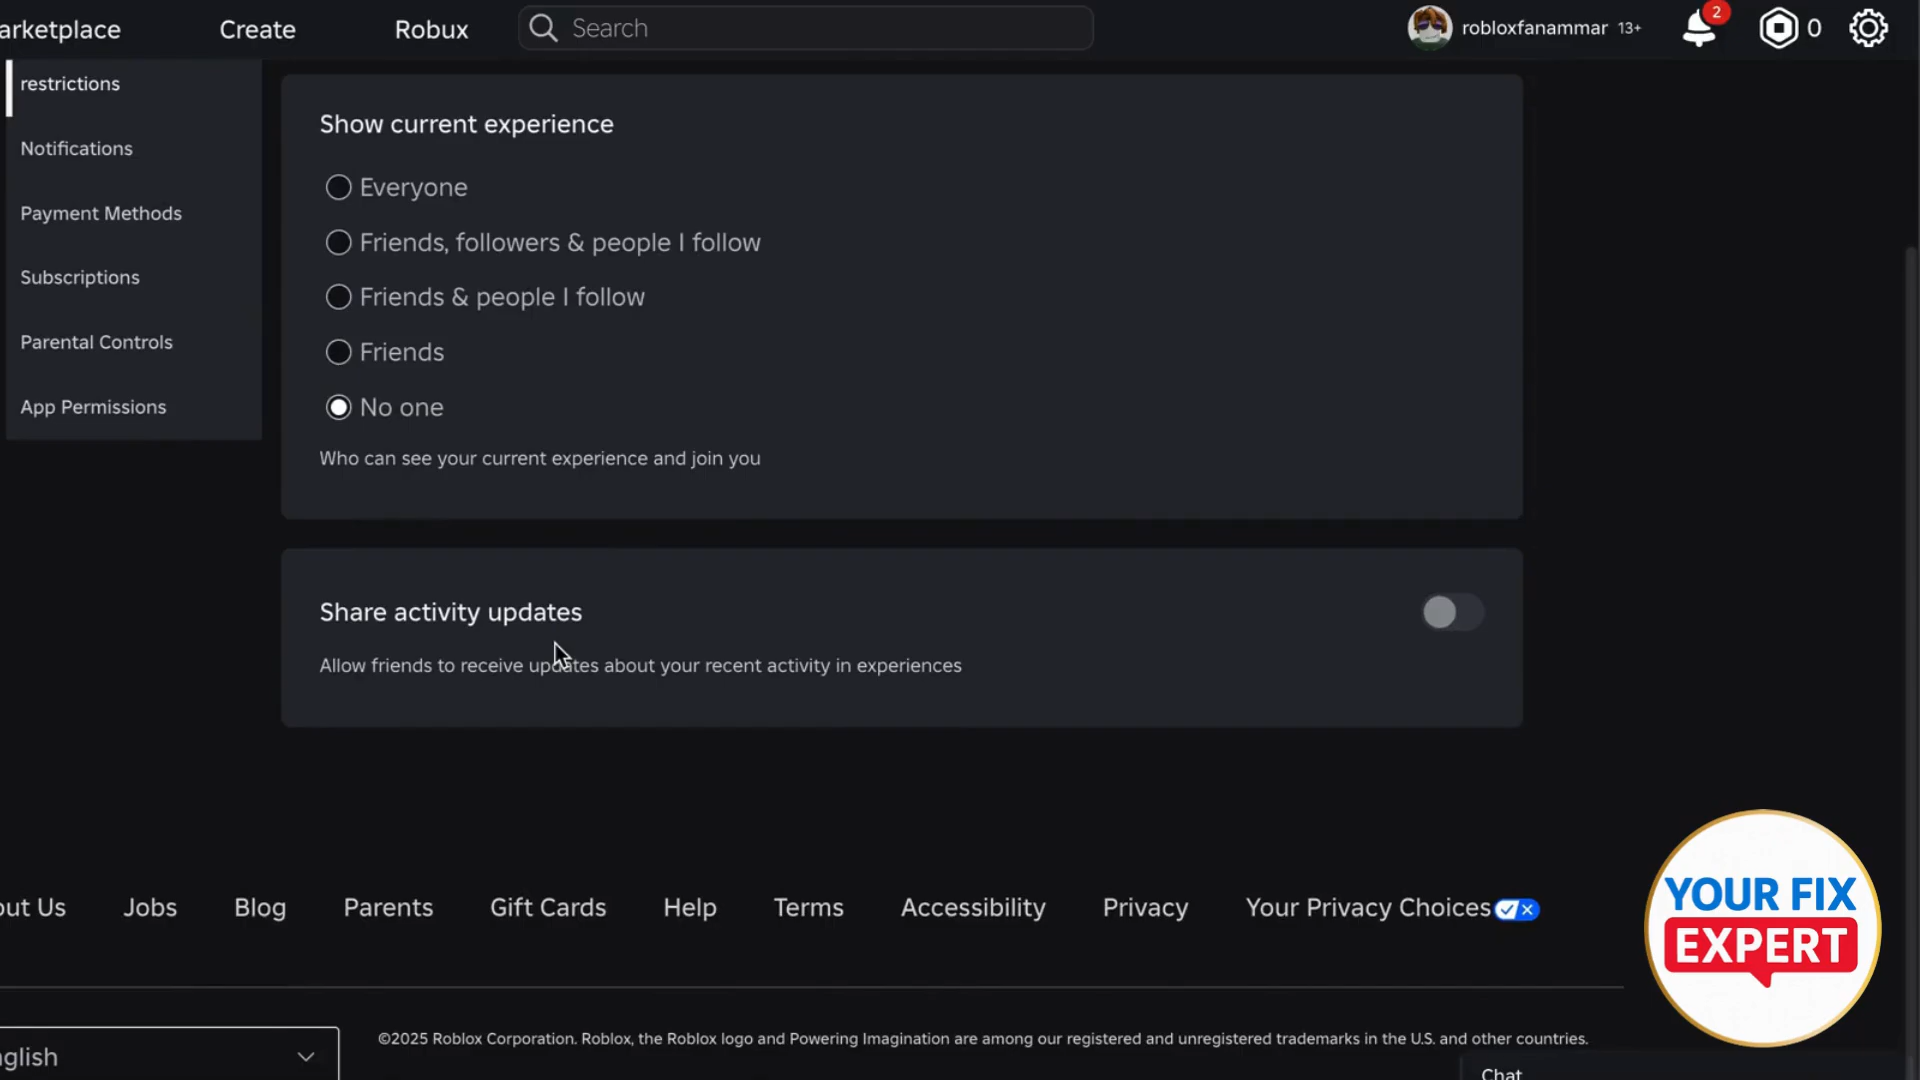 arketplace
Create
Robux
Search
robloxfanammar 13+
2
0
restrictions
Notifications
Payment Methods
Subscriptions
Parental Controls
App Permissions
Show current experience
Everyone
Friends, followers & people I follow
Friends & people I follow
Friends
No one
Who can see your current experience and join you
Share activity updates
Allow friends to receive updates about your recent activity in experiences
out Us
Jobs
Blog
Parents
Gift Cards
Help
Terms
Accessibility
Privacy
Your Privacy Choices
YOUR FIX
EXPERT
nglish
©2025 Roblox Corporation. Roblox, the Roblox logo and Powering Imagination are among our registered and unregistered trademarks in the U.S. and other countries.
Chat